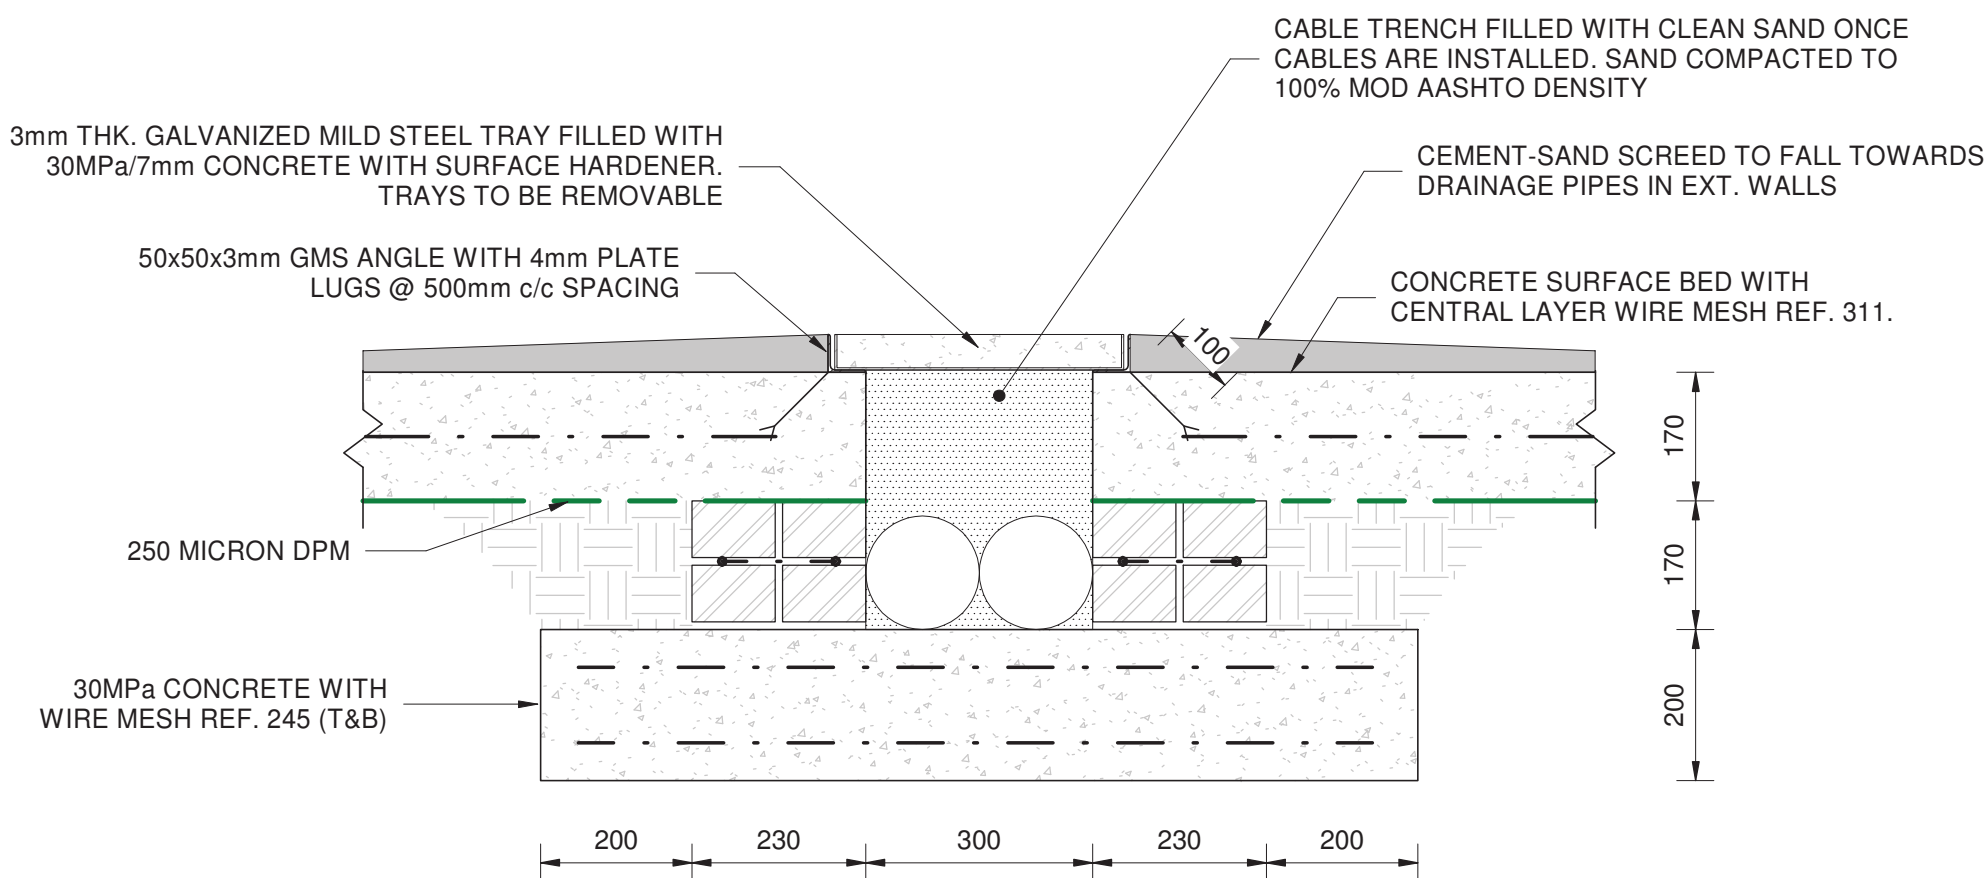 CABLE TRENCH FILLED WITH CLEAN SAND ONCE
CABLES ARE INSTALLED. SAND COMPACTED TO
100% MOD AASHTO DENSITY
3mm THK. GALVANIZED MILD STEEL TRAY FILLED WITH
30MPa/7mm CONCRETE WITH SURFACE HARDENER.
TRAYS TO BE REMOVABLE
CEMENT-SAND SCREED TO FALL TOWARDS
DRAINAGE PIPES IN EXT. WALLS
50x50x3mm GMS ANGLE WITH 4mm PLATE
LUGS @ 500mm c/c SPACING
CONCRETE SURFACE BED WITH
CENTRAL LAYER WIRE MESH REF. 311.
100
170
250 MICRON DPM
170
30MPa CONCRETE WITH
WIRE MESH REF. 245 (T&B)
200
200
230
300
230
200